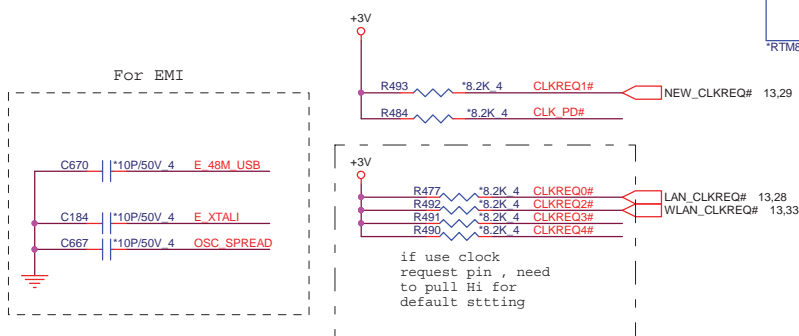 +3V
*RTM8
For EMI
R493 *8.2K_4 CLKREQ1# NEW_CLKREQ# 13,29
R484 *8.2K_4 CLK_PD#
+3V
C670 *10P/50V_4 E_48M_USB
C184 *10P/50V_4 E_XTALI
C667 *10P/50V_4 OSC_SPREAD
R477 *8.2K_4 CLKREQ0# LAN_CLKREQ# 13,28
R492 *8.2K_4 CLKREQ2# WLAN_CLKREQ# 13,33
R491 *8.2K_4 CLKREQ3#
R490 *8.2K_4 CLKREQ4#
if use clock
request pin , need
to pull Hi for
default sttting